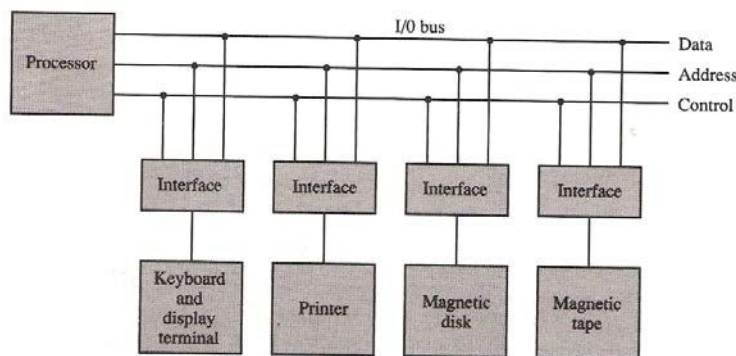 I/0 bus
Processor
Data
Address
Control
Interface
Interface
Interface
Interface
Keyboard
and
display
terminal
Printer
Magnetic
disk
Magnetic
tape